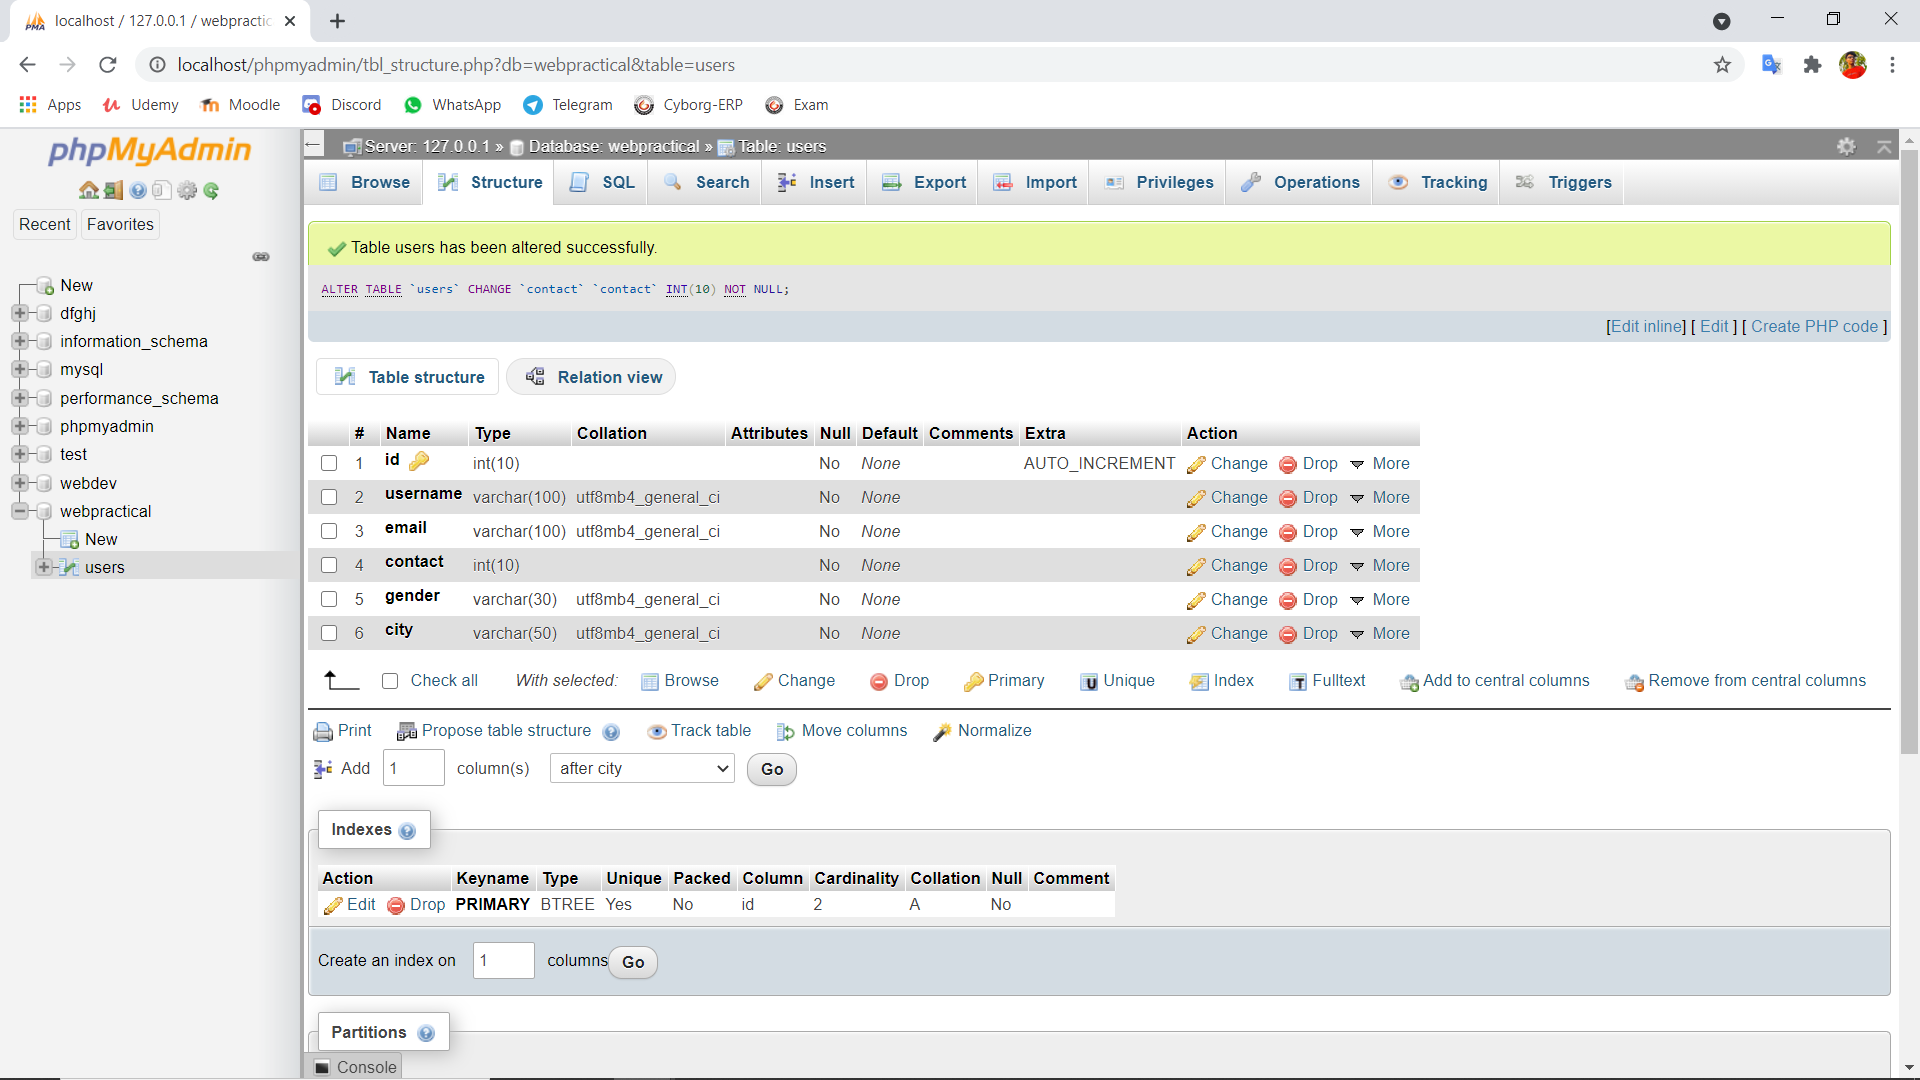 localhost / 127.0.0.1 / webpractic
localhost/phpmyadmin/tbl_structure.php?db=webpractical&table=users
Apps Udemy Moodle Discord WhatsApp Telegram Cyborg-ERP Exam
phpMyAdmin
Recent Favorites
New
dfghj
information_schema
mysql
performance_schema
phpmyadmin
test
webdev
webpractical
New
users
Server: 127.0.0.1 » Database: webpractical » Table: users
Browse Structure SQL Search Insert Export Import Privileges Operations Tracking Triggers
Table users has been altered successfully.
ALTER TABLE `users` CHANGE `contact` `contact` INT(10) NOT NULL;
[Edit inline] [ Edit ] [ Create PHP code ]
Table structure Relation view
# Name Type Collation Attributes Null Default Comments Extra Action
1 id int(10) No None AUTO_INCREMENT Change Drop More
2 username varchar(100) utf8mb4_general_ci No None Change Drop More
3 email varchar(100) utf8mb4_general_ci No None Change Drop More
4 contact int(10) No None Change Drop More
5 gender varchar(30) utf8mb4_general_ci No None Change Drop More
6 city varchar(50) utf8mb4_general_ci No None Change Drop More
Check all With selected: Browse Change Drop Primary Unique Index Fulltext Add to central columns Remove from central columns
Print Propose table structure Track table Move columns Normalize
Add 1 column(s) after city Go
Indexes
Action Keyname Type Unique Packed Column Cardinality Collation Null Comment
Edit Drop PRIMARY BTREE Yes No id 2 A No
Create an index on 1 columns Go
Partitions
Console